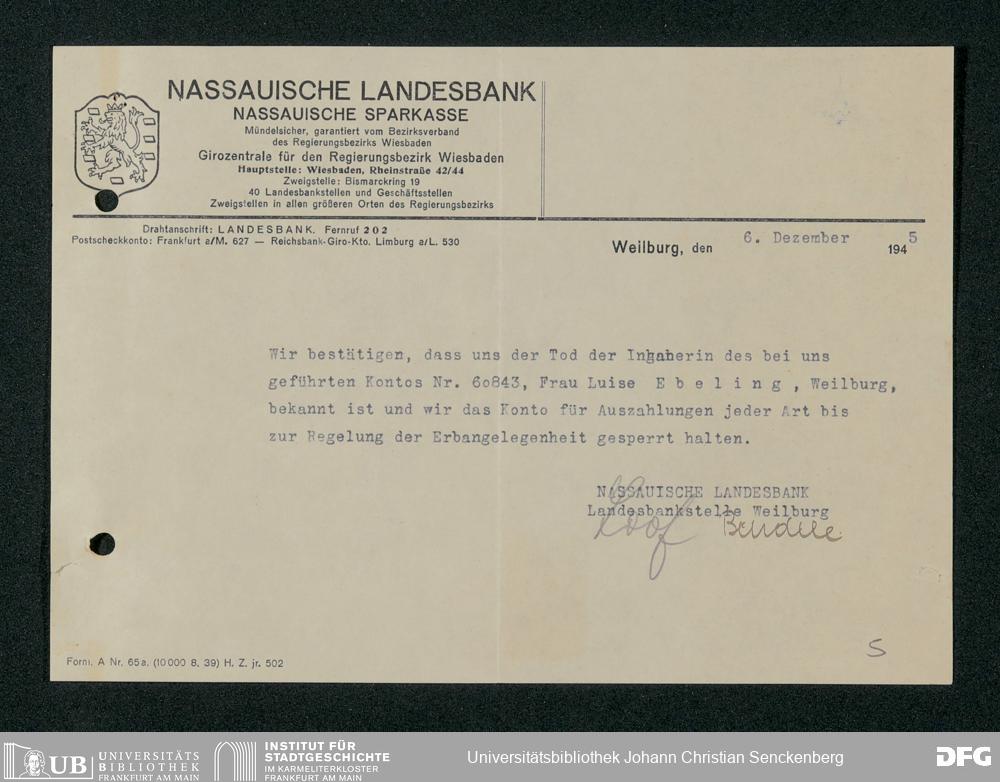 NASSAUISCHE LANDESBANK
NASSAUISCHE SPARKASSE
Mündelsicher, garantiert vom Bezirksverband
des Regierungsbezirks Wiesbaden
Girozentrale für den Regierungsbezirk Wiesbaden
Hauptstelle: Wiesbaden, Rheinstraße 42/44
Zweigstelle: Bismarckring 19
40 Landesbankstellen und Geschäftsstellen
Zweigstellen in allen größeren Orten des Regierungsbezirks
Drahtanschrift: LANDESBANK. Fernruf 202
Postscheckkonto: Frankfurt a/M. 627 — Reichsbank-Giro-Kto. Limburg a/L. 530
Weilburg, den 6. Dezember 1945
Wir bestätigen, dass uns der Tod der Inhaberin des bei uns
geführten Kontos Nr. 60843, Frau Luise E b e l i n g , Weilburg,
bekannt ist und wir das Konto für Auszahlungen jeder Art bis
zur Regelung der Erbangelegenheit gesperrt halten.
NASSAUISCHE LANDESBANK
Landesbankstelle Weilburg
Form. A Nr. 65a. (10000 8. 39) H. Z. jr. 502
5
UB UNIVERSITÄTS
BIBLIOTHEK
FRANKFURT AM MAIN
INSTITUT FÜR
STADTGESCHICHTE
IM KARMELITERKLOSTER
FRANKFURT AM MAIN
Universitätsbibliothek Johann Christian Senckenberg
DFG